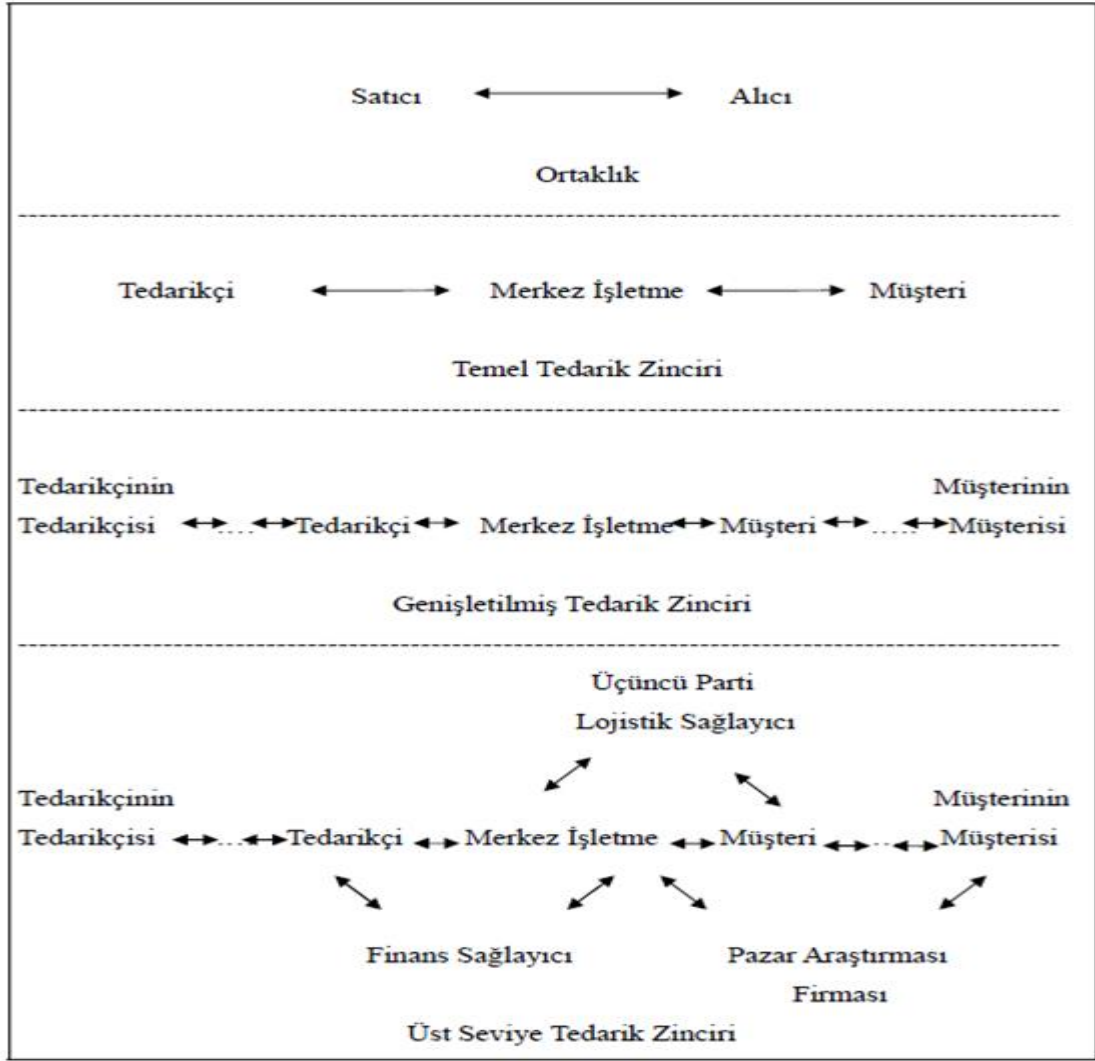 Satıcı Alıcı
Ortaklık
Tedarikçi Merkez İşletme Müşteri
Temel Tedarik Zinciri
Tedarikçinin Müşterinin
Tedarikçisi ..... Tedarikçi Merkez İşletme Müşteri ..... Müşterisi
Genişletilmiş Tedarik Zinciri
Üçüncü Parti
Lojistik Sağlayıcı
Tedarikçinin Müşterinin
Tedarikçisi ... Tedarikçi Merkez İşletme Müşteri ... Müşterisi
Finans Sağlayıcı Pazar Araştırması
Firması
Üst Seviye Tedarik Zinciri